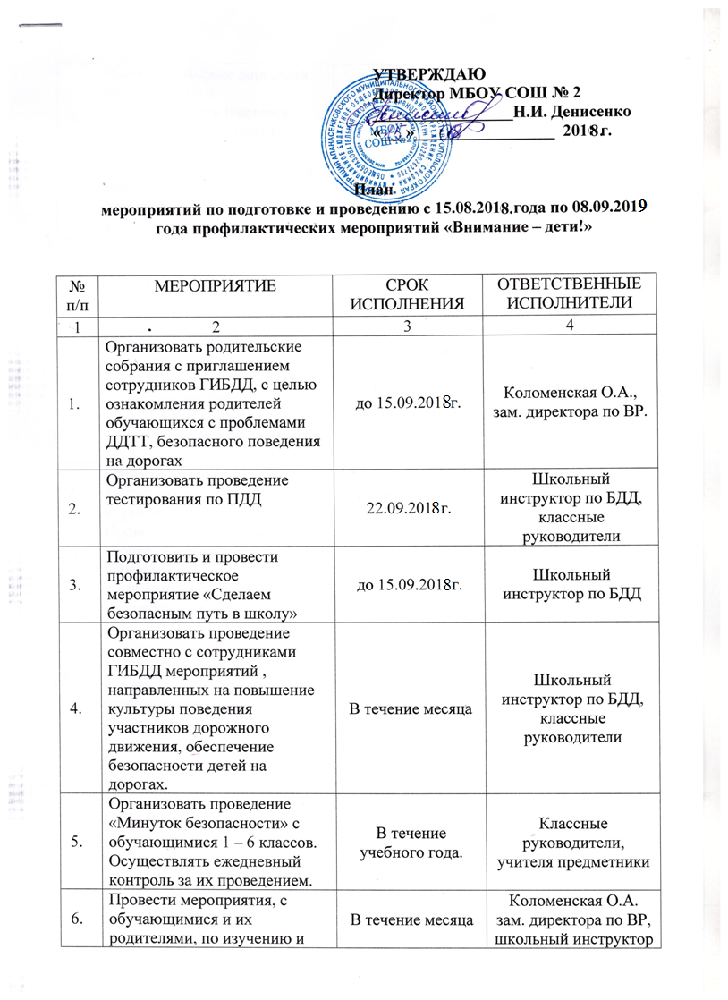 УТВЕРЖДАЮ
Директор МБОУ СОШ № 2
Н.И. Денисенко
« » 2018г.
МБОУ
СОШ №2
План
мероприятий по подготовке и проведению с 15.08.2018.года по 08.09.2019
года профилактических мероприятий «Внимание – дети!»
№
п/п
МЕРОПРИЯТИЕ
СРОК
ИСПОЛНЕНИЯ
ОТВЕТСТВЕННЫЕ
ИСПОЛНИТЕЛИ
1
2
3
4
1.
Организовать родительские
собрания с приглашением
сотрудников ГИБДД, с целью
ознакомления родителей
обучающихся с проблемами
ДДТТ, безопасного поведения
на дорогах
до 15.09.2018г.
Коломенская О.А.,
зам. директора по ВР.
2.
Организовать проведение
тестирования по ПДД
22.09.2018г.
Школьный
инструктор по БДД,
классные
руководители
3.
Подготовить и провести
профилактическое
мероприятие «Сделаем
безопасным путь в школу»
до 15.09.2018г.
Школьный
инструктор по БДД
4.
Организовать проведение
совместно с сотрудниками
ГИБДД мероприятий ,
направленных на повышение
культуры поведения
участников дорожного
движения, обеспечение
безопасности детей на
дорогах.
В течение месяца
Школьный
инструктор по БДД,
классные
руководители
5.
Организовать проведение
«Минуток безопасности» с
обучающимися 1 – 6 классов.
Осуществлять ежедневный
контроль за их проведением.
В течение
учебного года.
Классные
руководители,
учителя предметники
6.
Провести мероприятия, с
обучающимися и их
родителями, по изучению и
В течение месяца
Коломенская О.А.
зам. директора по ВР,
школьный инструктор